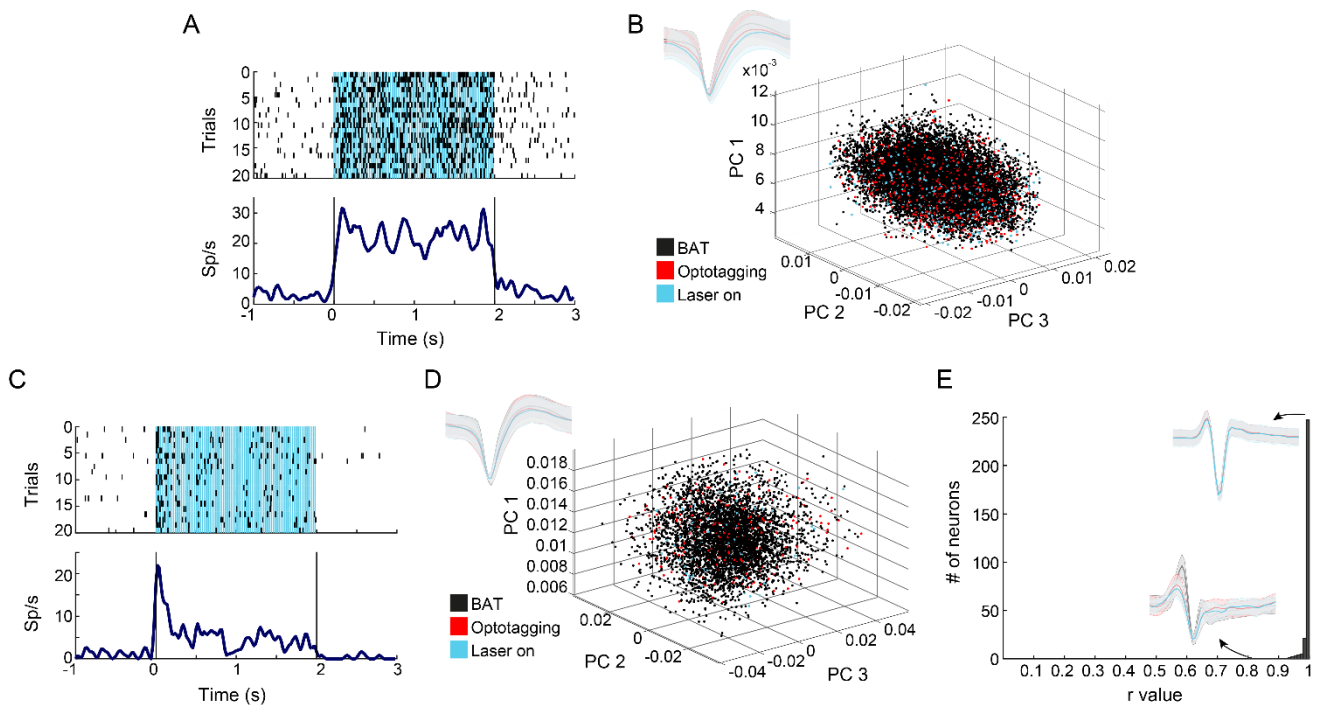 A
Trials
0
5
10
15
20
Sp/s
30
20
10
0
-1 0 1 2 3
Time (s)
B
x10-3
PC 1
12
10
8
6
4
BAT
Optotagging
Laser on
0.01
0
-0.01
-0.02
PC 2
-0.02
-0.01
0
0.01
0.02
PC 3
C
Trials
0
5
10
15
20
Sp/s
20
10
0
-1 0 1 2 3
Time (s)
D
PC 1
0.018
0.016
0.014
0.012
0.01
0.008
0.006
BAT
Optotagging
Laser on
0.02
0
-0.02
PC 2
-0.04
-0.02
0
0.02
0.04
PC 3
E
# of neurons
250
200
150
100
50
0
0.1 0.2 0.3 0.4 0.5 0.6 0.7 0.8 0.9 1
r value